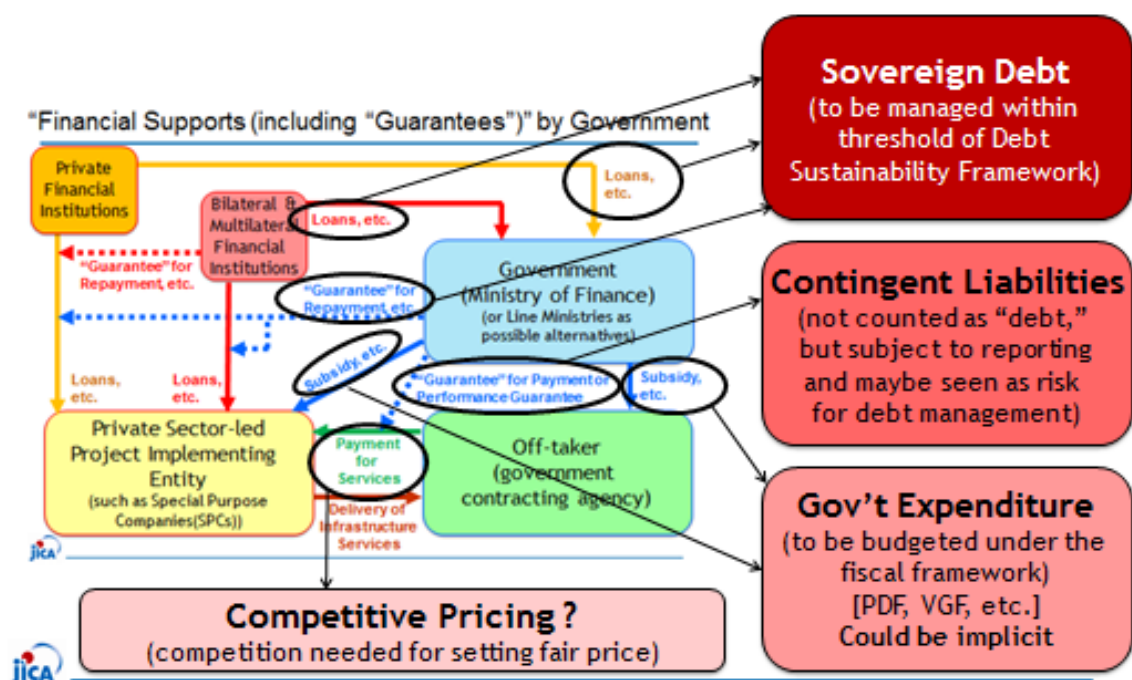 "Financial Supports (including "Guarantees")" by Government
Private
Financial
Institutions
Bilateral &
Multilateral
Financial
Institutions
Loans, etc.
Loans,
etc.
"Guarantee" for
Repayment, etc.
"Guarantee" for
Repayment, etc.
Government
(Ministry of Finance)
(or Line Ministries as
possible alternatives)
Subsidy, etc.
"Guarantee" for Payment or
Performance Guarantee
Subsidy,
etc.
Loans,
etc.
Loans,
etc.
Private Sector-led
Project Implementing
Entity
(such as Special Purpose
Companies(SPCs))
Payment
for
Services
Delivery of
Infrastructure
Services
Off-taker
(government
contracting agency)
jICA
Sovereign Debt
(to be managed within
threshold of Debt
Sustainability Framework)
Contingent Liabilities
(not counted as “debt,”
but subject to reporting
and maybe seen as risk
for debt management)
Gov’t Expenditure
(to be budgeted under the
fiscal framework)
[PDF, VGF, etc.]
Could be implicit
Competitive Pricing ?
(competition needed for setting fair price)
jICA